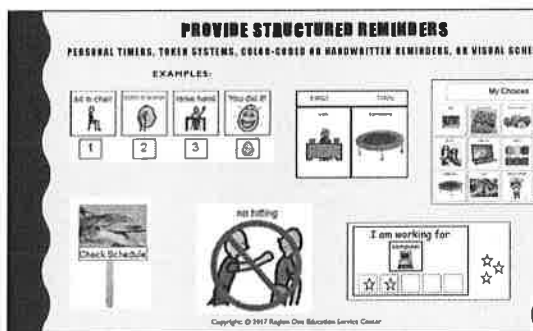 PROVIDE STRUCTURED REMINDERS
PERSONAL TIMERS, TOKEN SYSTEMS, COLOR-CODED OR HANDWRITTEN REMINDERS, OR VISUAL SCHE
EXAMPLES:
sit in chair
raise hand
You did it!
1 2 3
FIRST THEN
work
trampoline
My Choices
Check Schedule
no hitting
I am working for
computer
Copyright © 2017 Region One Education Service Center